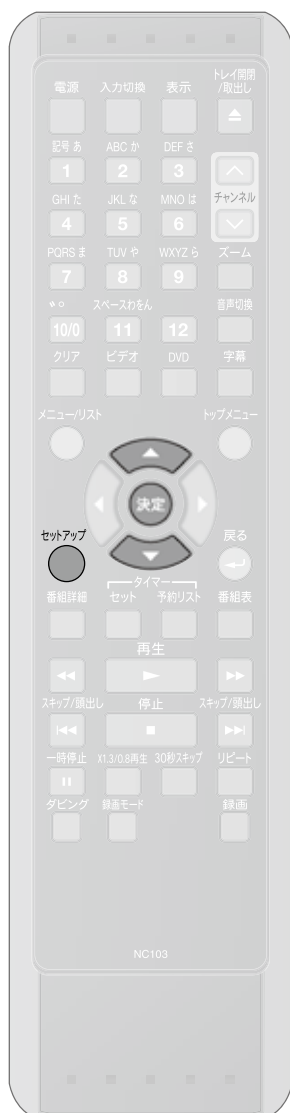 電源 入力切換 表示 トレイ開閉/取出し
記号 あ ABC か DEF さ
1 2 3
GHI た JKL な MNO は チャンネル
4 5 6
PQRS ま TUV や WXYZ ら ズーム
7 8 9
゛゜ スペースわをん 音声切換
10/0 11 12
クリア ビデオ DVD 字幕
メニュー/リスト トップメニュー
決定
セットアップ 戻る
タイマー
番組詳細 セット 予約リスト 番組表
再生
スキップ/頭出し 停止 スキップ/頭出し
一時停止 X1.3/0.8再生 30秒スキップ リピート
ダビング 録画モード 録画
NC103